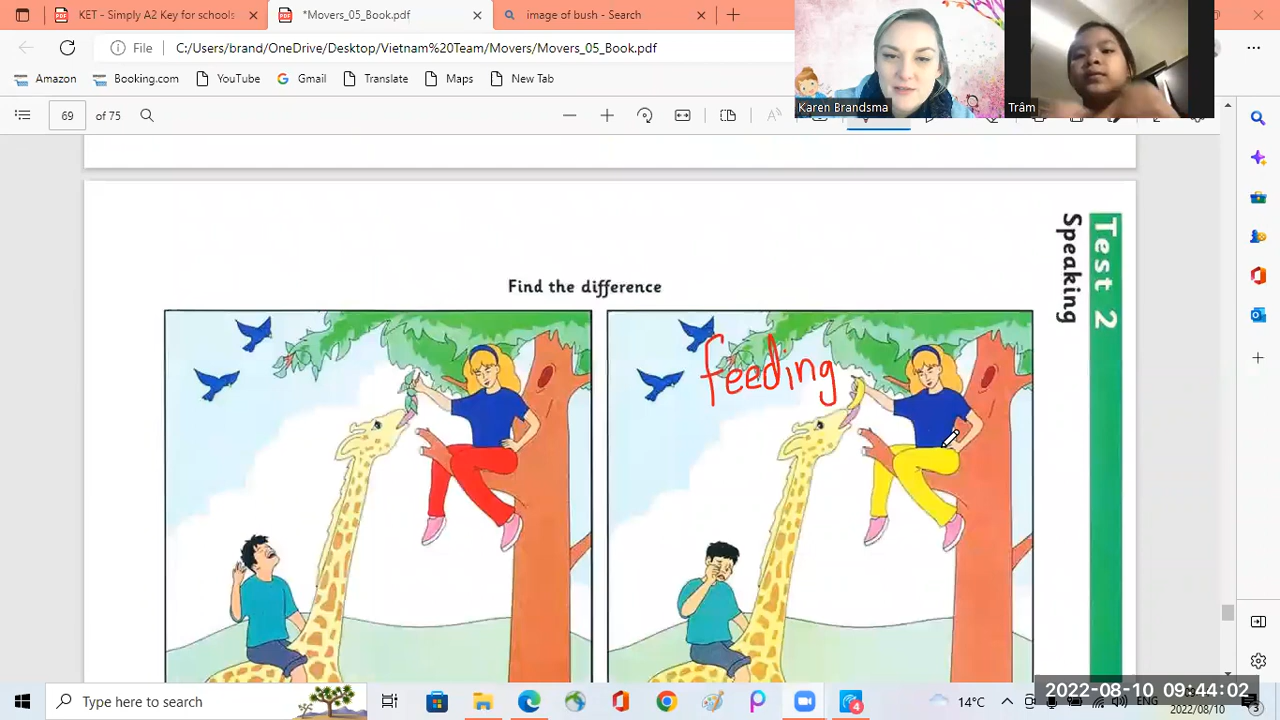 KET - Simply A2 Key for schools
*Movers_05_Book.pdf
image of bush - Search
File
C:/Users/brand/OneDrive/Desktop/Vietnam%20Team/Movers/Movers_05_Book.pdf
Amazon
Booking.com
YouTube
Gmail
Translate
Maps
New Tab
69 of 75
Karen Brandsma
Trâm
Test 2
Speaking
Find the difference
feeding
Type here to search
4
14°C
ENG
2022-08-10 09:44:02
2022/08/10
3